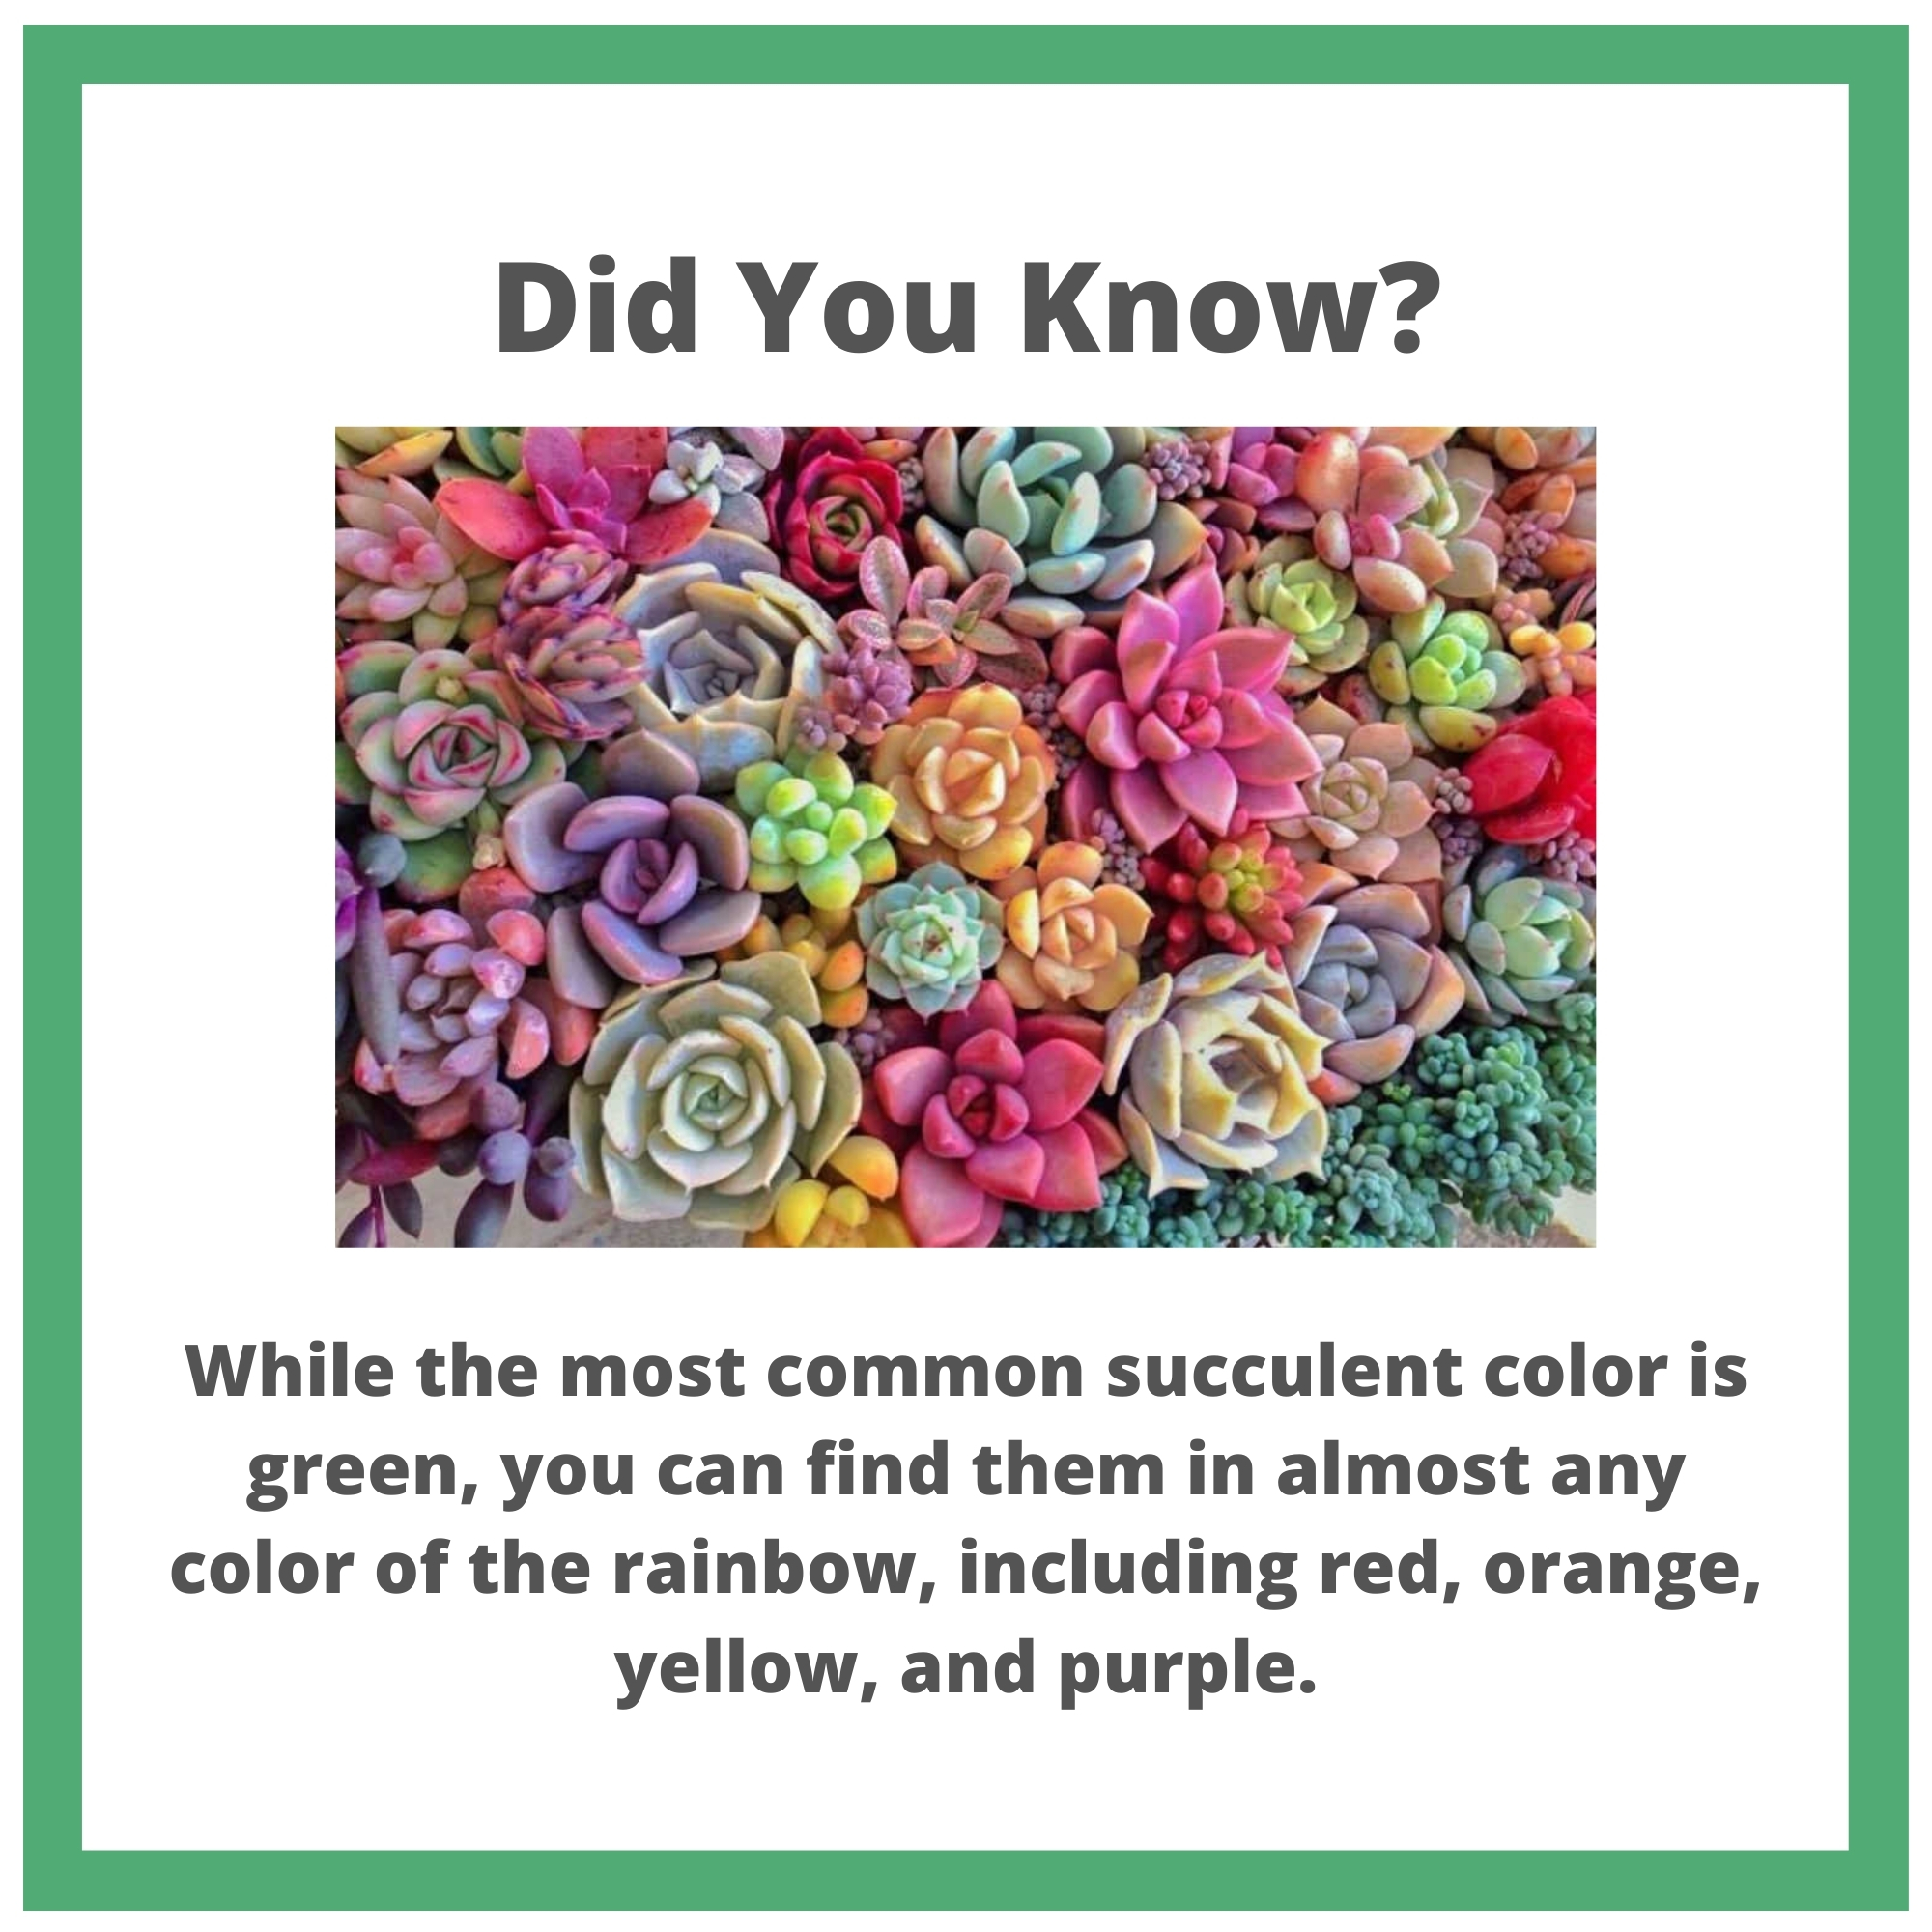 Did You Know?
While the most common succulent color is
green, you can find them in almost any
color of the rainbow, including red, orange,
yellow, and purple.